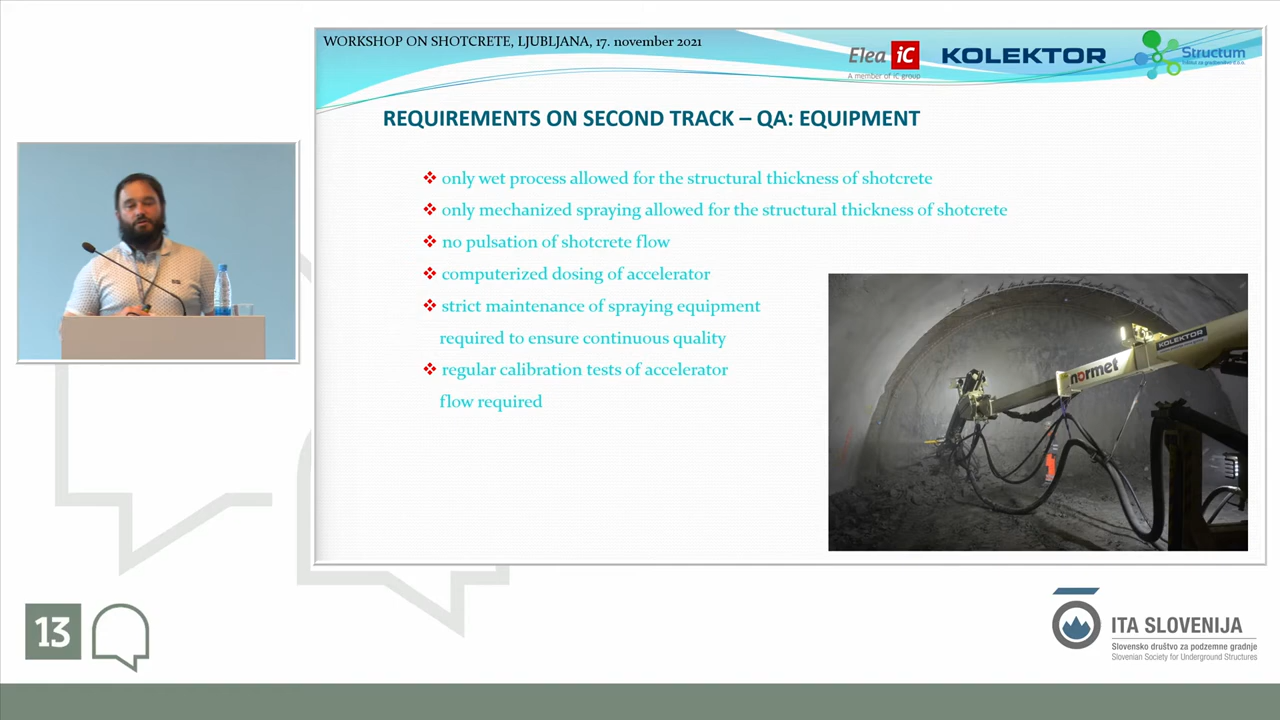 WORKSHOP ON SHOTCRETE, LJUBLJANA, 17. november 2021
Elea iC
A member of iC group
KOLEKTOR
Structum
REQUIREMENTS ON SECOND TRACK – QA: EQUIPMENT
❖ only wet process allowed for the structural thickness of shotcrete
❖ only mechanized spraying allowed for the structural thickness of shotcrete
❖ no pulsation of shotcrete flow
❖ computerized dosing of accelerator
❖ strict maintenance of spraying equipment
required to ensure continuous quality
❖ regular calibration tests of accelerator
flow required
normet
KOLEKTOR
13
ITA SLOVENIJA
Slovensko društvo za podzemne gradnje
Slovenian Society for Underground Structures